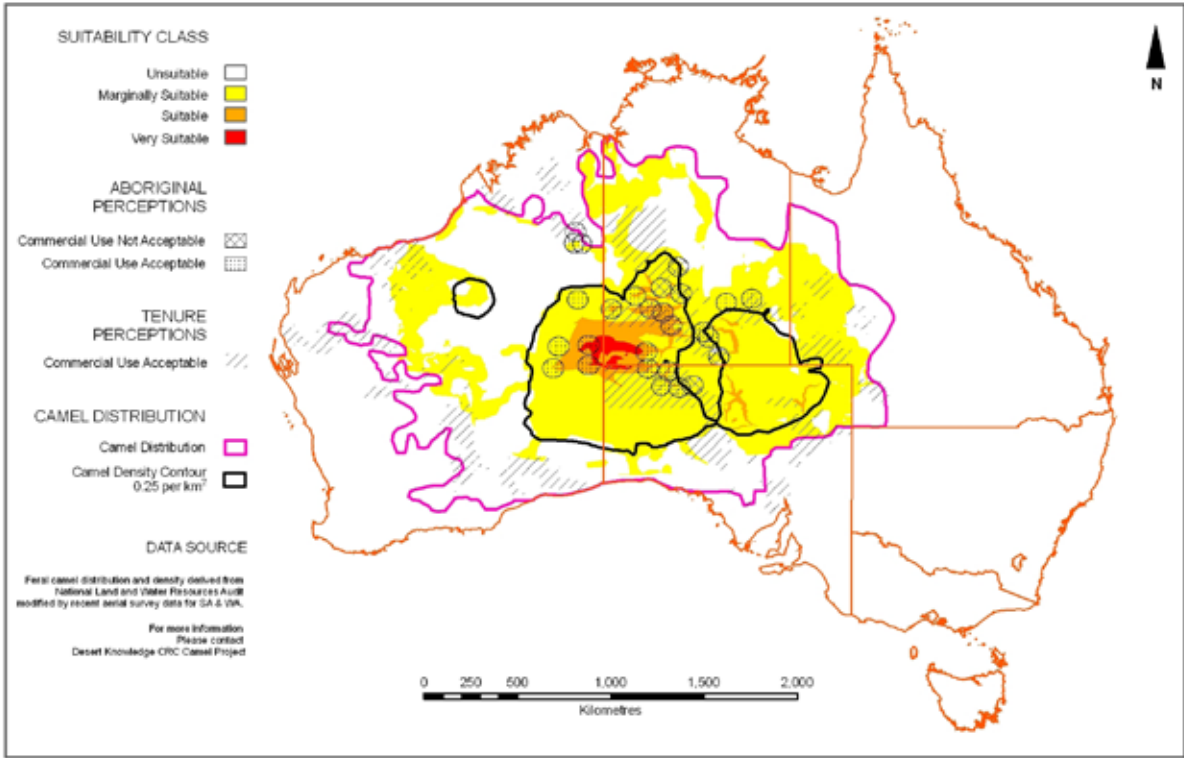 SUITABILITY CLASS
Unsuitable
Marginally Suitable
Suitable
Very Suitable
ABORIGINAL
PERCEPTIONS
Commercial Use Not Acceptable
Commercial Use Acceptable
TENURE
PERCEPTIONS
Commercial Use Acceptable
CAMEL DISTRIBUTION
Camel Distribution
Camel Density Contour
0.25 per km²
DATA SOURCE
Feral camel distribution and density derived from
National Land and Water Resources Audit
modified by recent aerial survey data for SA & WA.
For more information
Please contact
Desert Knowledge CRC Camel Project
N
0 250 500 1,000 1,500 2,000
Kilometres